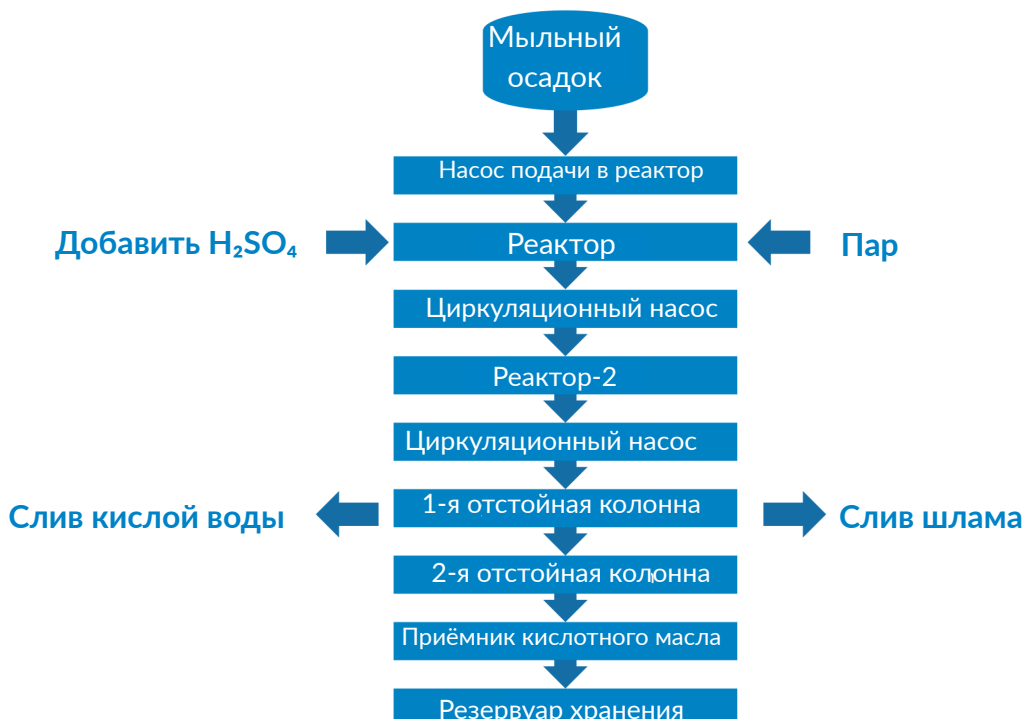 Мыльный
осадок
Насос подачи в реактор
Добавить H₂SO₄
Реактор
Пар
Циркуляционный насос
Реактор-2
Циркуляционный насос
Слив кислой воды
1-я отстойная колонна
Слив шлама
2-я отстойная колонна
Приёмник кислотного масла
Резервуар хранения